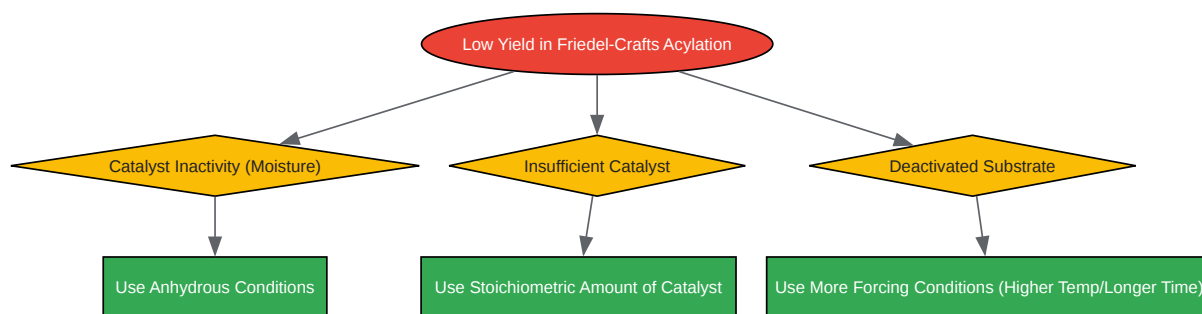 Low Yield in Friedel-Crafts Acylation
Catalyst Inactivity (Moisture)
Insufficient Catalyst
Deactivated Substrate
Use Anhydrous Conditions
Use Stoichiometric Amount of Catalyst
Use More Forcing Conditions (Higher Temp/Longer Time)